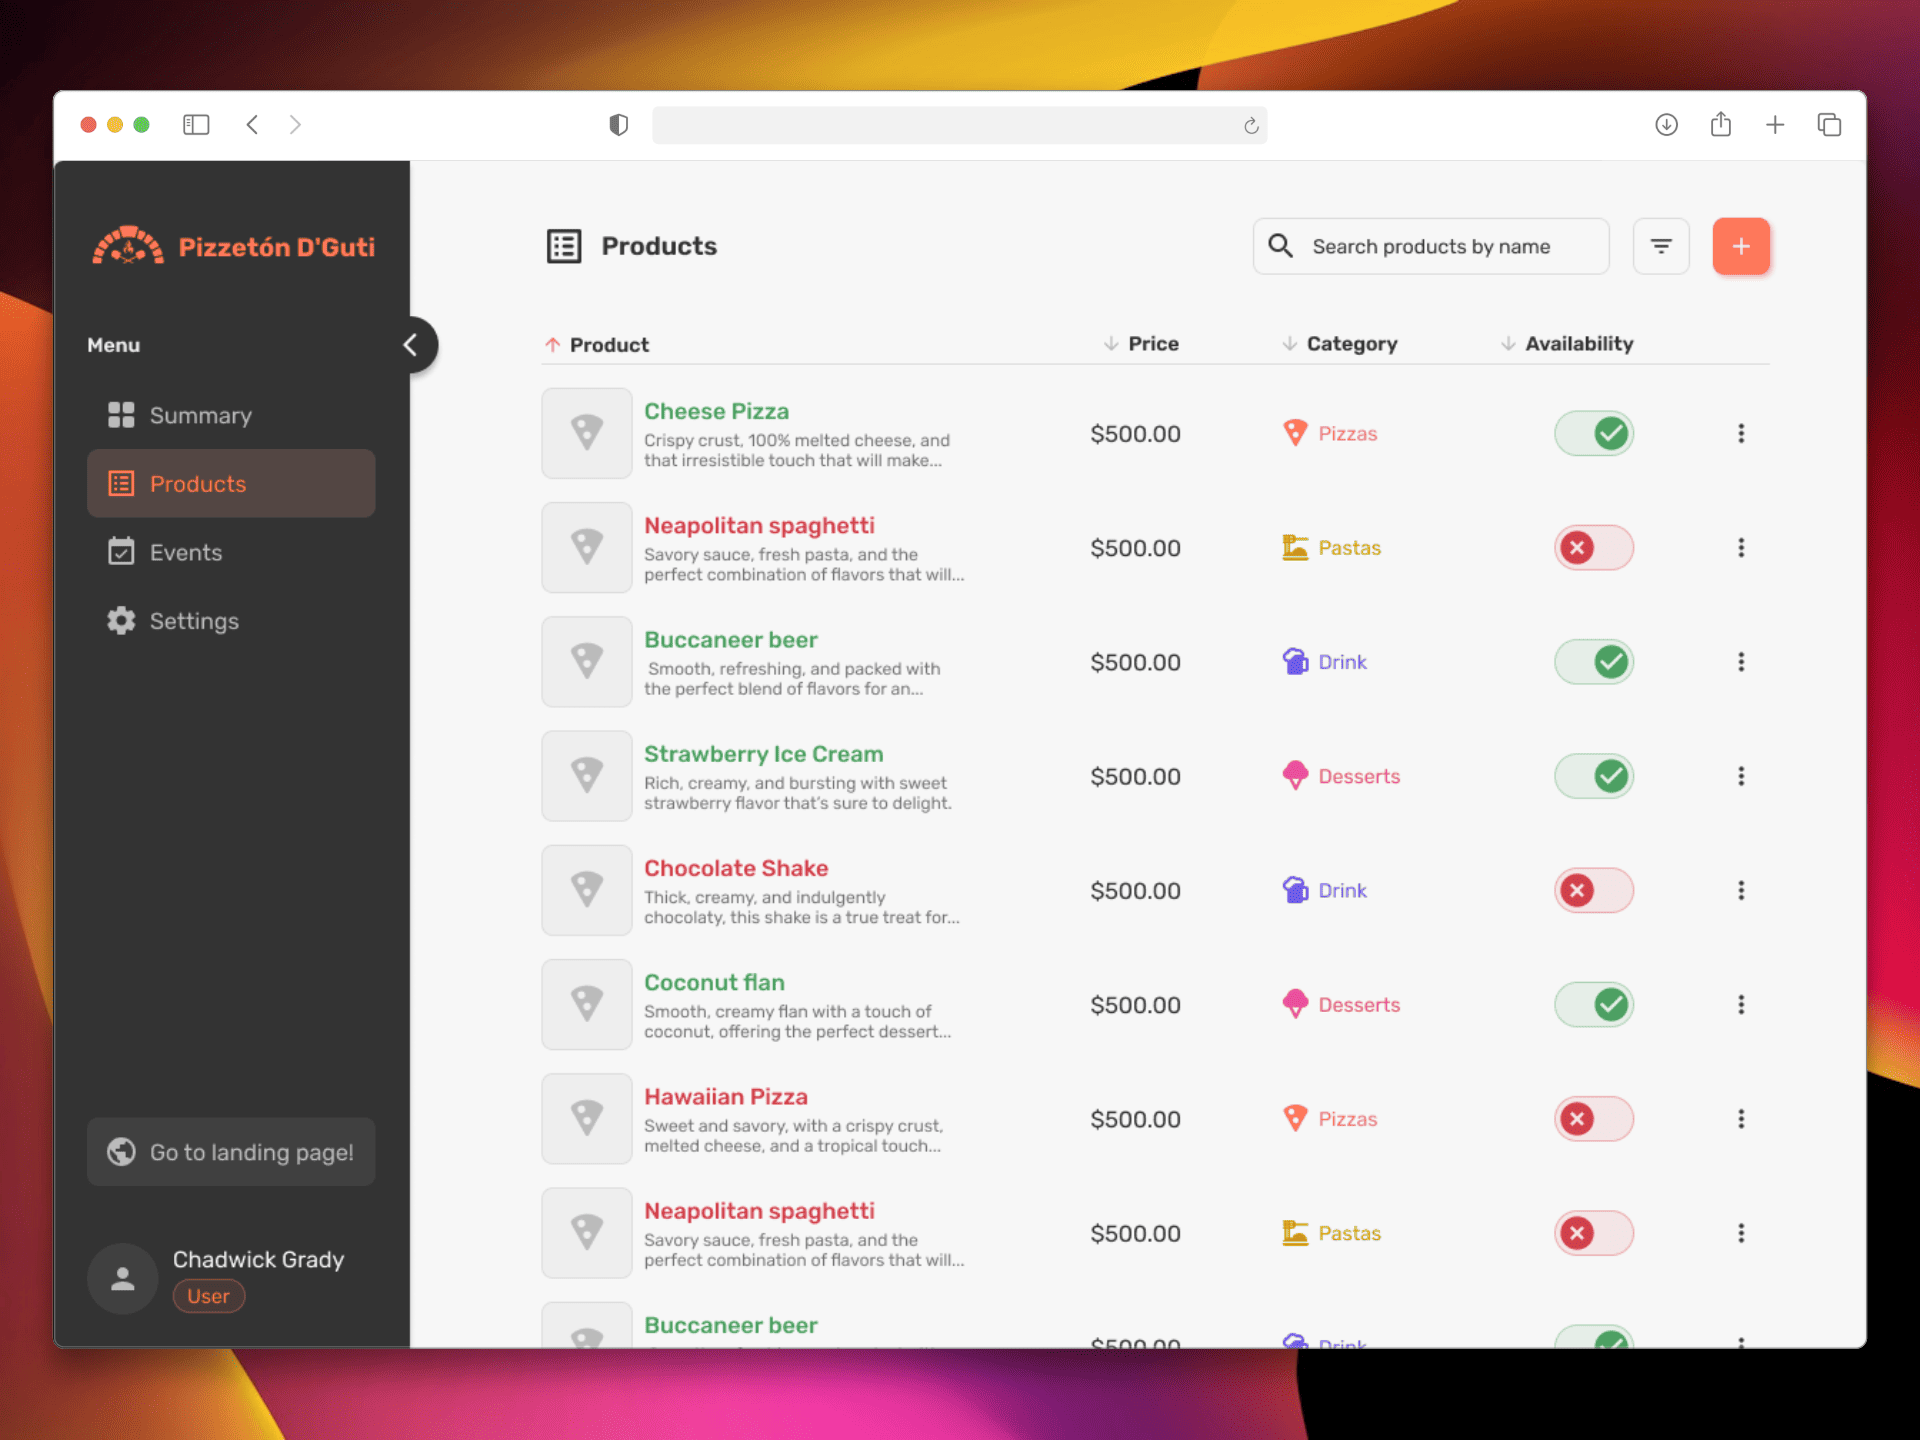 Pizzetón D'Guti
Menu
Summary
Products
Events
Settings
Go to landing page!
Chadwick Grady
User
Products
Search products by name
Product Price Category Availability
Cheese Pizza
Crispy crust, 100% melted cheese, and
that irresistible touch that will make...
$500.00 Pizzas
Neapolitan spaghetti
Savory sauce, fresh pasta, and the
perfect combination of flavors that will...
$500.00 Pastas
Buccaneer beer
Smooth, refreshing, and packed with
the perfect blend of flavors for an...
$500.00 Drink
Strawberry Ice Cream
Rich, creamy, and bursting with sweet
strawberry flavor that's sure to delight.
$500.00 Desserts
Chocolate Shake
Thick, creamy, and indulgently
chocolaty, this shake is a true treat for...
$500.00 Drink
Coconut flan
Smooth, creamy flan with a touch of
coconut, offering the perfect dessert...
$500.00 Desserts
Hawaiian Pizza
Sweet and savory, with a crispy crust,
melted cheese, and a tropical touch...
$500.00 Pizzas
Neapolitan spaghetti
Savory sauce, fresh pasta, and the
perfect combination of flavors that will...
$500.00 Pastas
Buccaneer beer
$500.00 Drink